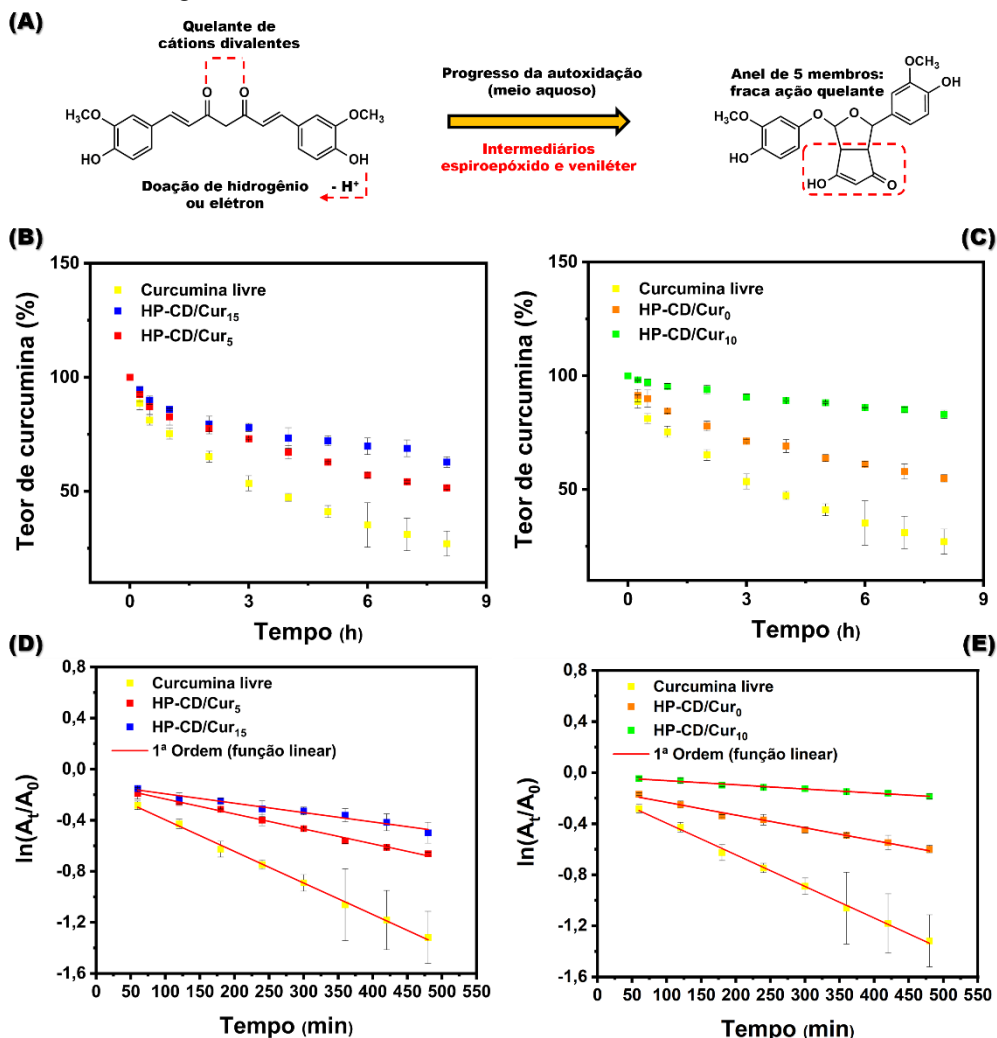 (A)
Quelante de
cátions divalentes
O O
OCH₃ OCH₃
HO OH
Doação de hidrogênio - H⁺
ou elétron
Progresso da autoxidação
(meio aquoso)
Intermediários
espiroepóxido e veniléter
Anel de 5 membros:
fraca ação quelante
OCH₃
OH
OCH₃ O O
HO
HO O
(B)
Teor de curcumina (%)
150
100
50
Curcumina livre
HP-CD/Cur₁₅
HP-CD/Cur₅
0 3 6 9
Tempo (h)
(C)
Teor de curcumina (%)
150
100
50
Curcumina livre
HP-CD/Cur₀
HP-CD/Cur₁₀
0 3 6 9
Tempo (h)
(D)
ln(Aₜ/A₀)
0,8
0,4
0,0
-0,4
-0,8
-1,2
-1,6
Curcumina livre
HP-CD/Cur₅
HP-CD/Cur₁₅
1ª Ordem (função linear)
0 50 100 150 200 250 300 350 400 450 500 550
Tempo (min)
(E)
ln(Aₜ/A₀)
0,8
0,4
0,0
-0,4
-0,8
-1,2
-1,6
Curcumina livre
HP-CD/Cur₀
HP-CD/Cur₁₀
1ª Ordem (função linear)
0 50 100 150 200 250 300 350 400 450 500 550
Tempo (min)